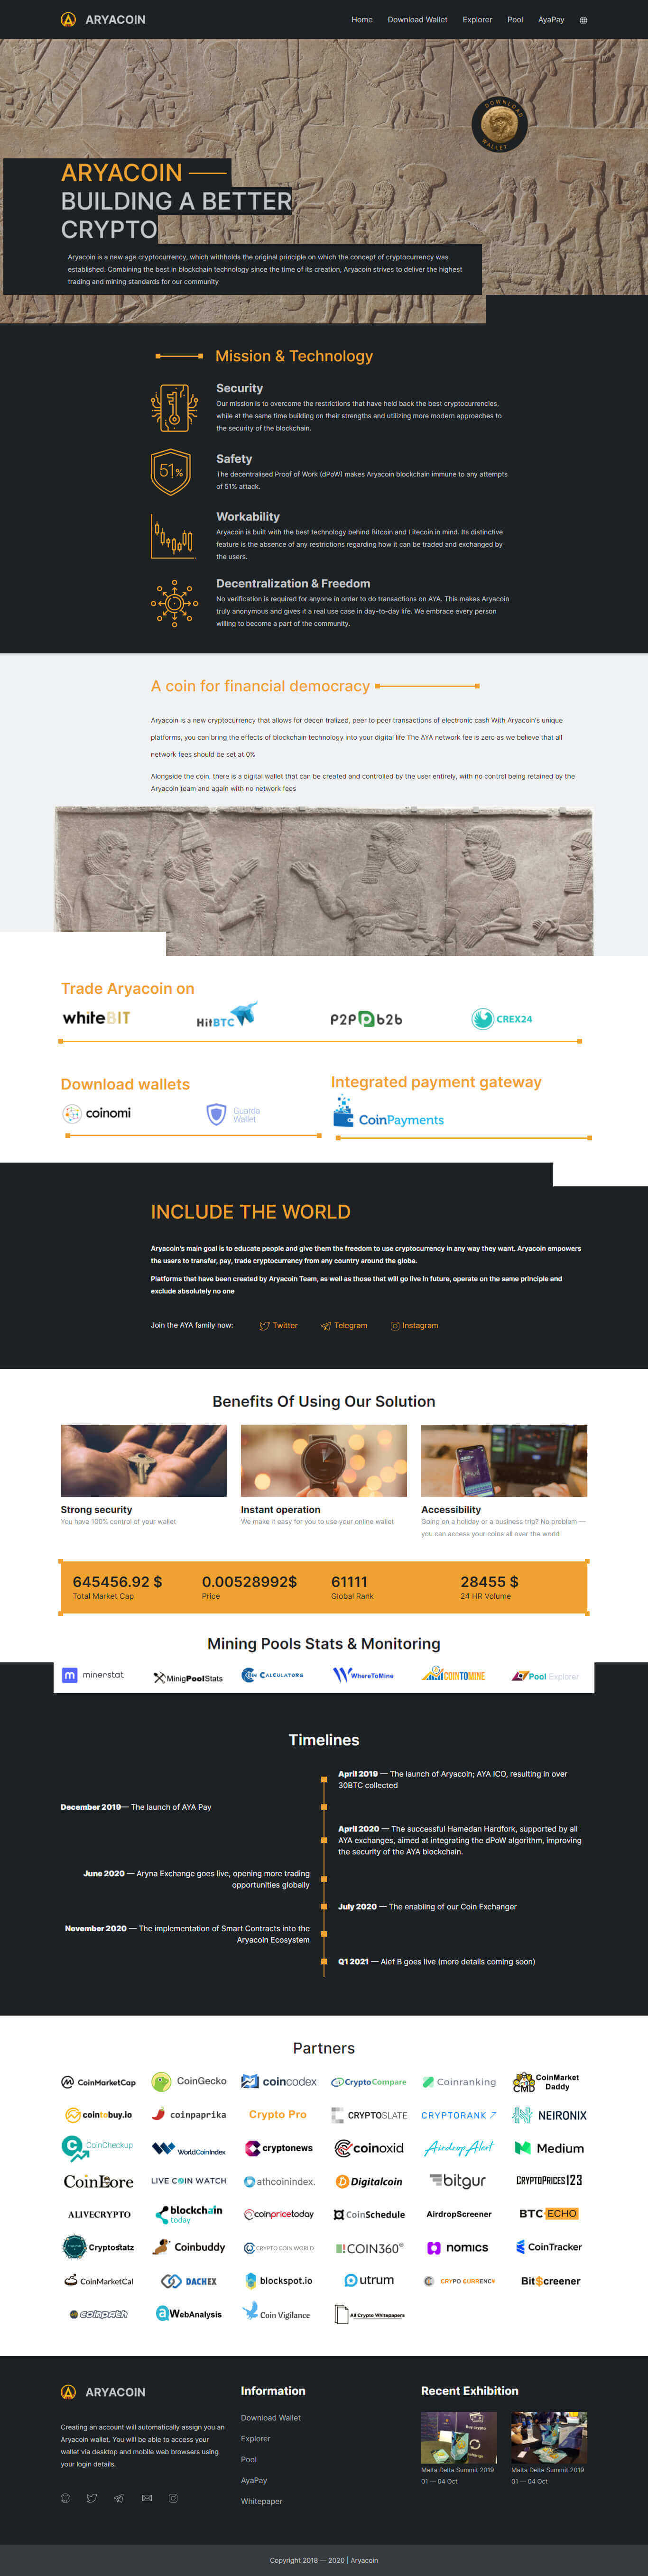 ARYACOIN
Home Download Wallet Explorer Pool AyaPay
DOWNLOAD
WALLET
ARYACOIN —
BUILDING A BETTER
CRYPTO
Aryacoin is a new age cryptocurrency, which withholds the original principle on which the concept of cryptocurrency was
established. Combining the best in blockchain technology since the time of its creation, Aryacoin strives to deliver the highest
trading and mining standards for our community
Mission & Technology
Security
Our mission is to overcome the restrictions that have held back the best cryptocurrencies,
while at the same time building on their strengths and utilizing more modern approaches to
the security of the blockchain.
51%
Safety
The decentralised Proof of Work (dPoW) makes Aryacoin blockchain immune to any attempts
of 51% attack.
Workability
Aryacoin is built with the best technology behind Bitcoin and Litecoin in mind. Its distinctive
feature is the absence of any restrictions regarding how it can be traded and exchanged by
the users.
Decentralization & Freedom
No verification is required for anyone in order to do transactions on AYA. This makes Aryacoin
truly anonymous and gives it a real use case in day-to-day life. We embrace every person
willing to become a part of the community.
A coin for financial democracy
Aryacoin is a new cryptocurrency that allows for decen tralized, peer to peer transactions of electronic cash With Aryacoin's unique
platforms, you can bring the effects of blockchain technology into your digital life The AYA network fee is zero as we believe that all
network fees should be set at 0%
Alongside the coin, there is a digital wallet that can be created and controlled by the user entirely, with no control being retained by the
Aryacoin team and again with no network fees
Trade Aryacoin on
whiteBIT HitBTC P2PB2B CREX24
Download wallets
coinomi Guarda
Wallet
Integrated payment gateway
CoinPayments
INCLUDE THE WORLD
Aryacoin's main goal is to educate people and give them the freedom to use cryptocurrency in any way they want. Aryacoin empowers
the users to transfer, pay, trade cryptocurrency from any country around the globe.
Platforms that have been created by Aryacoin Team, as well as those that will go live in future, operate on the same principle and
exclude absolutely no one
Join the AYA family now: Twitter Telegram Instagram
Benefits Of Using Our Solution
Strong security
You have 100% control of your wallet
Instant operation
We make it easy for you to use your online wallet
Accessibility
Going on a holiday or a business trip? No problem —
you can access your coins all over the world
645456.92 $ 0.00528992$ 61111 28455 $
Total Market Cap Price Global Rank 24 HR Volume
Mining Pools Stats & Monitoring
minerstat MinigPoolStats COIN CALCULATORS WhereToMine COINTOMINE Pool Explorer
Timelines
April 2019 — The launch of Aryacoin; AYA ICO, resulting in over
30BTC collected
December 2019— The launch of AYA Pay
April 2020 — The successful Hamedan Hardfork, supported by all
AYA exchanges, aimed at integrating the dPoW algorithm, improving
the security of the AYA blockchain.
June 2020 — Aryna Exchange goes live, opening more trading
opportunities globally
July 2020 — The enabling of our Coin Exchanger
November 2020 — The implementation of Smart Contracts into the
Aryacoin Ecosystem
Q1 2021 — Alef B goes live (more details coming soon)
Partners
CoinMarketCap CoinGecko coincodex CryptoCompare Coinranking CMD CoinMarket
Daddy
cointobuy.io coinpaprika Crypto Pro CRYPTOSLATE CRYPTORANK NEIRONIX
CoinCheckup WorldCoinIndex cryptonews coinoxid AirdropAlert Medium
CoinLore LIVE COIN WATCH athcoinindex. Digitalcoin bitgur CRYPTOPRICES123
ALIVECRYPTO blockchain
today coinpricetoday CoinSchedule AirdropScreener BTC ECHO
Cryptostatz Coinbuddy CRYPTO COIN WORLD COIN360 nomics CoinTracker
CoinMarketCal DACHEX blockspot.io utrum CRYPO CURRENCY BitScreener
coinpath WebAnalysis Coin Vigilance All Crypto Whitepapers
ARYACOIN
Creating an account will automatically assign you an
Aryacoin wallet. You will be able to access your
wallet via desktop and mobile web browsers using
your login details.
Information
Download Wallet
Explorer
Pool
AyaPay
Whitepaper
Recent Exhibition
Malta Delta Summit 2019
01 — 04 Oct
Malta Delta Summit 2019
01 — 04 Oct
Copyright 2018 — 2020 | Aryacoin